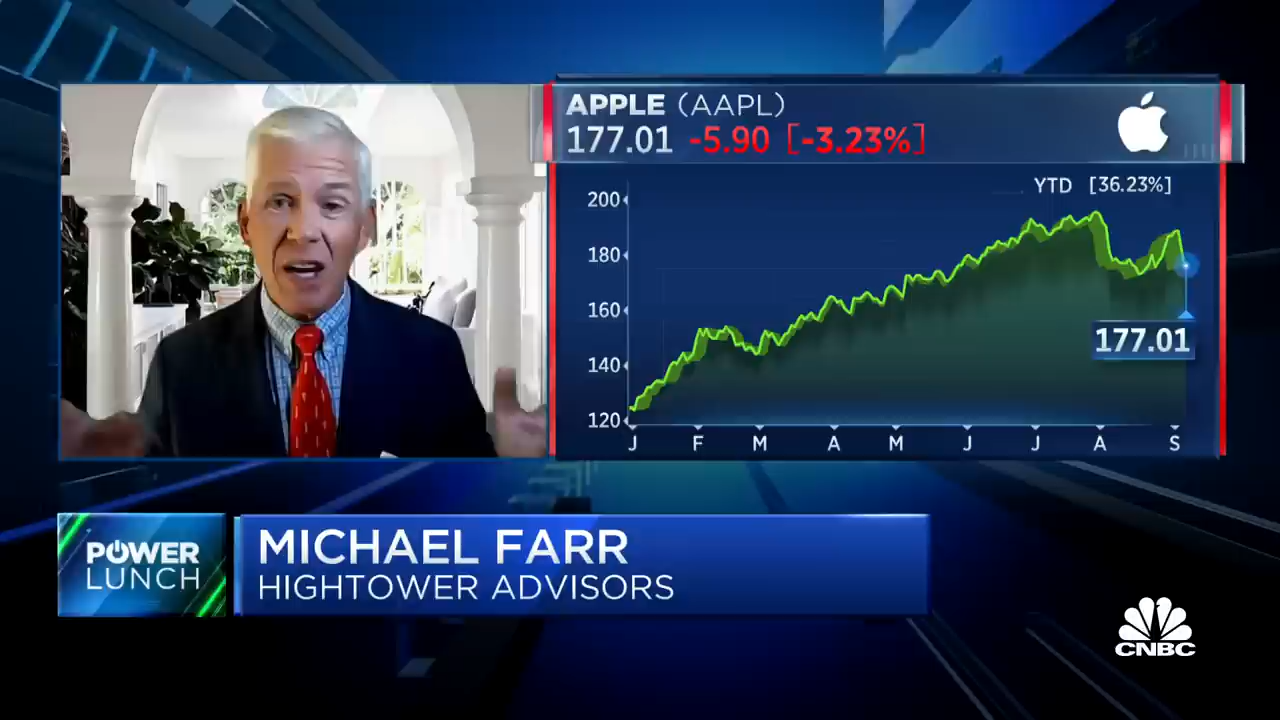 APPLE (AAPL)
177.01 -5.90 [-3.23%]
YTD [36.23%]
200
180
160
140
120
177.01
J F M A M J J A S
POWER
LUNCH
MICHAEL FARR
HIGHTOWER ADVISORS
CNBC